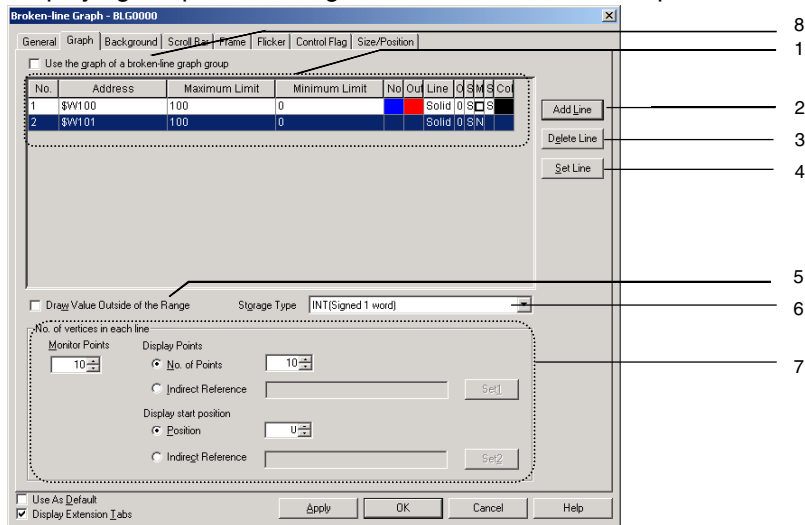 Broken-line Graph - BLG0000
8
General Graph Background Scroll Bar Frame Flicker Control Flag Size/Position
1
Use the graph of a broken-line graph group
No. Address Maximum Limit Minimum Limit No Out Line O S M S Col
1 $W100 100 0 Solid 0 S S
Add Line 2
2 $W101 100 0 Solid 0 S N
Delete Line 3
Set Line 4
5
Draw Value Outside of the Range Storage Type INT(Signed 1 word)
6
No. of vertices in each line
Monitor Points Display Points
10 No. of Points 10
7
Indirect Reference Set1
Display start position
Position 0
Indirect Reference Set2
Use As Default
Display Extension Tabs
Apply OK Cancel Help